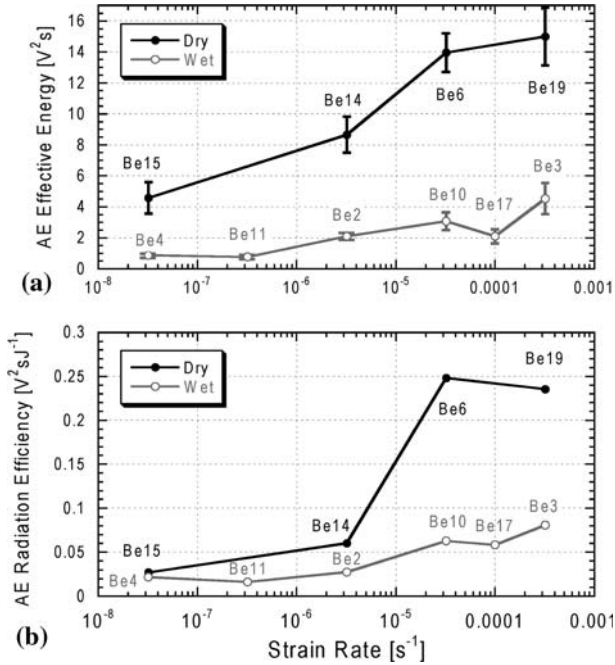 16
14
12
10
8
6
4
2
0
AE Effective Energy [V²s]
Dry
Wet
Be15
Be14
Be6
Be19
Be4
Be11
Be2
Be10
Be17
Be3
(a)
10⁻⁸ 10⁻⁷ 10⁻⁶ 10⁻⁵ 0.0001 0.001
0.3
0.25
0.2
0.15
0.1
0.05
0
AE Radiation Efficiency [V²sJ⁻¹]
Dry
Wet
Be19
Be6
Be14
Be15
Be4
Be11
Be2
Be10
Be17
Be3
(b)
10⁻⁸ 10⁻⁷ 10⁻⁶ 10⁻⁵ 0.0001 0.001
Strain Rate [s⁻¹]